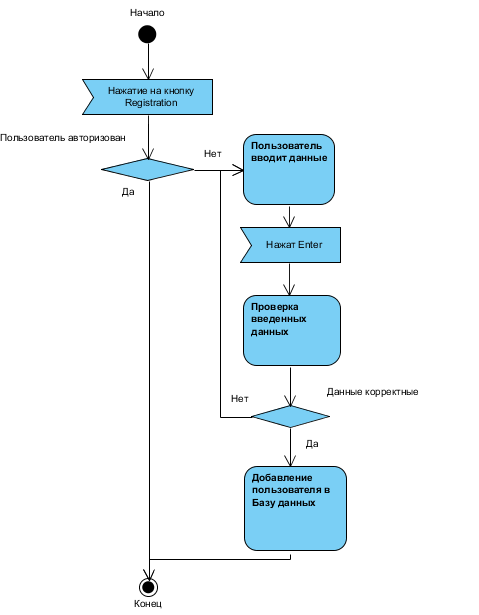 Начало
Нажатие на кнопку
Registration
Пользователь авторизован
Нет
Да
Пользователь
вводит данные
Нажат Enter
Проверка
введенных
данных
Данные корректные
Нет
Да
Добавление
пользователя в
Базу данных
Конец